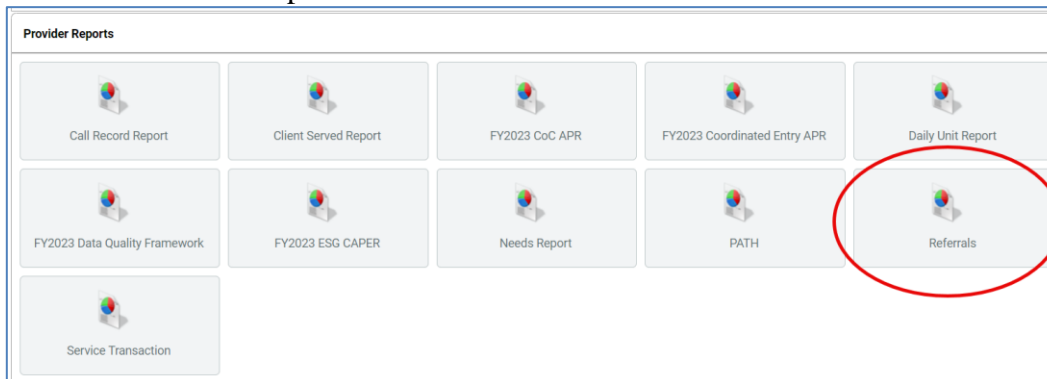 Provider Reports
Call Record Report
Client Served Report
FY2023 CoC APR
FY2023 Coordinated Entry APR
Daily Unit Report
FY2023 Data Quality Framework
FY2023 ESG CAPER
Needs Report
PATH
Referrals
Service Transaction